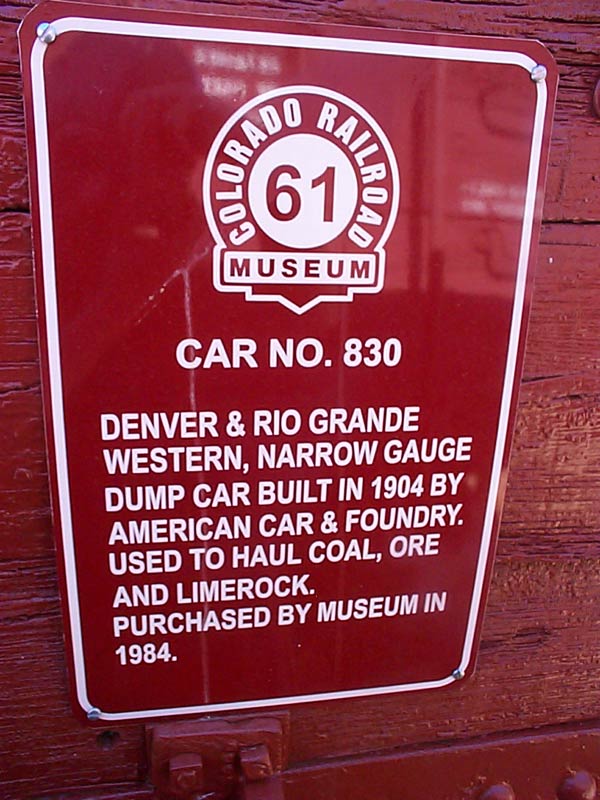 COLORADO RAILROAD
61
MUSEUM
CAR NO. 830
DENVER & RIO GRANDE
WESTERN, NARROW GAUGE
DUMP CAR BUILT IN 1904 BY
AMERICAN CAR & FOUNDRY.
USED TO HAUL COAL, ORE
AND LIMEROCK.
PURCHASED BY MUSEUM IN
1984.